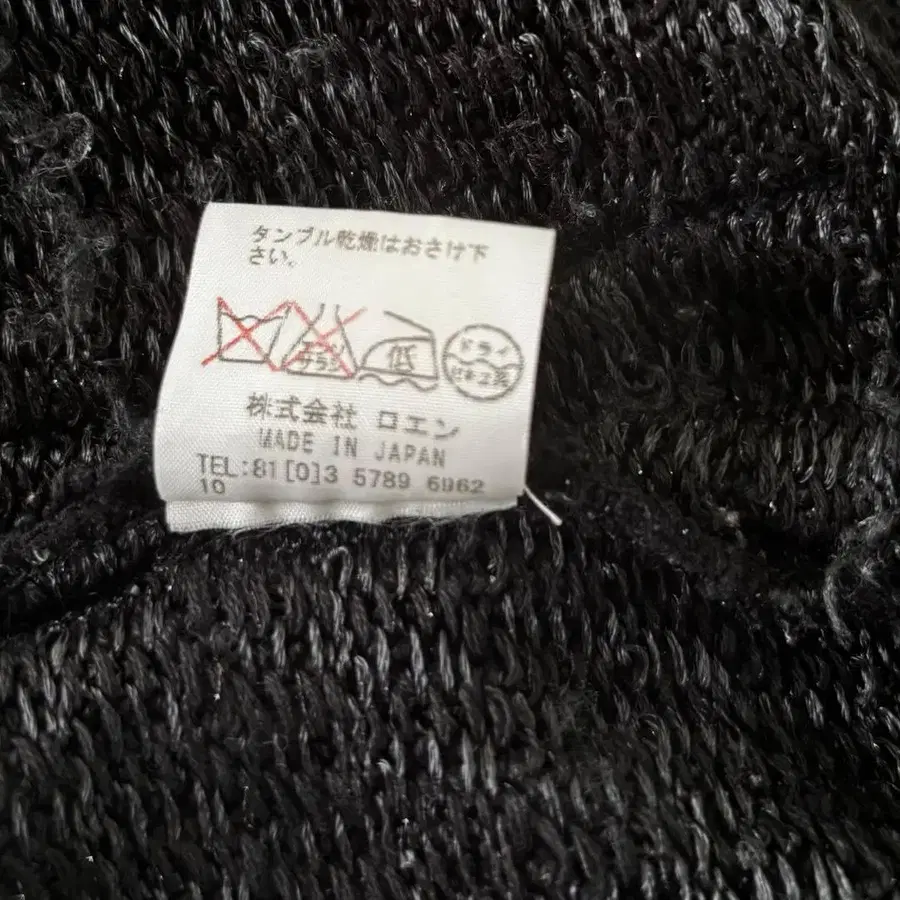 タンブル乾燥はおさけ下
さい。
低
ドライ
株式会社 ロエン
MADE IN JAPAN
TEL:81[0]3 5789 6962
10